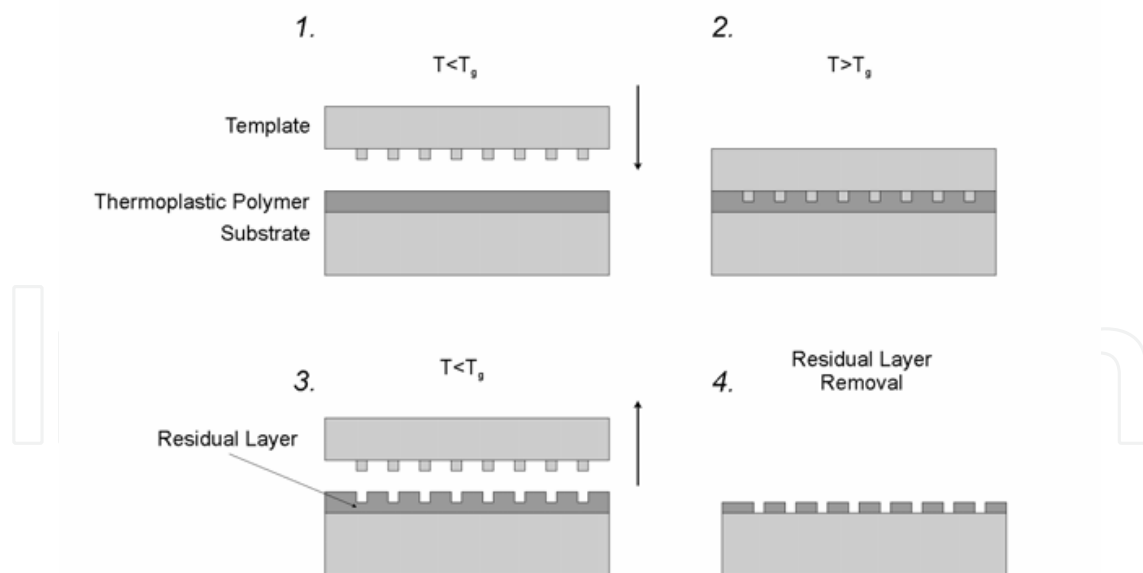 1.
T<Tg
Template
Thermoplastic Polymer
Substrate
2.
T>Tg
3.
T<Tg
Residual Layer
4.
Residual Layer
Removal